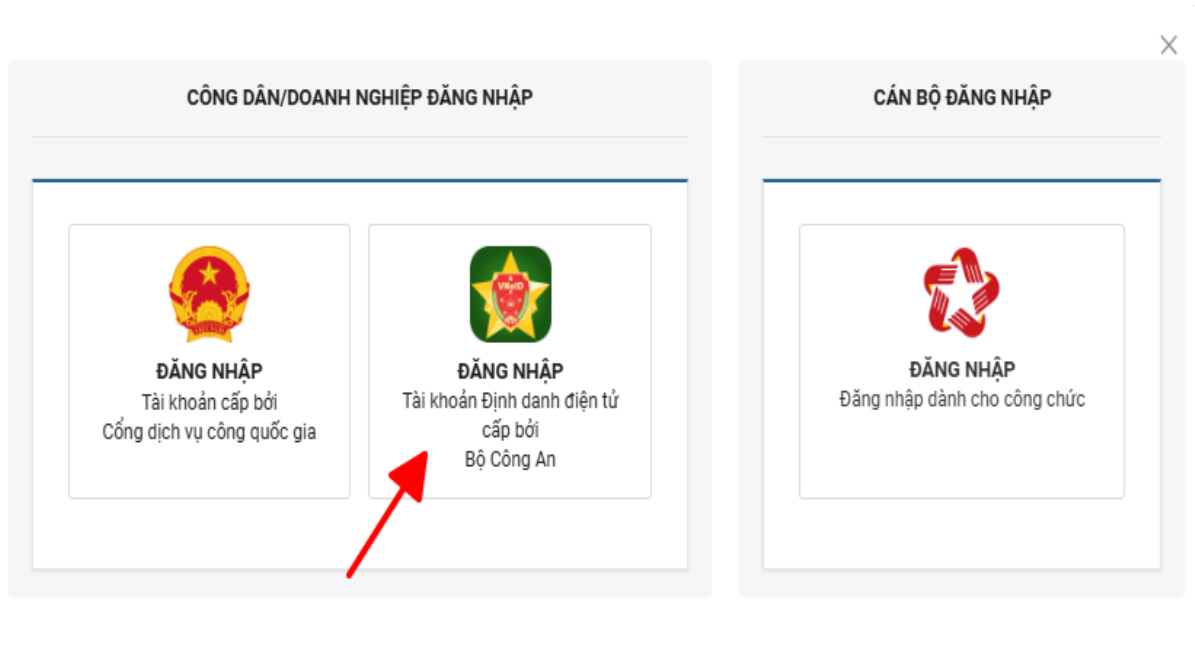 CÔNG DÂN/DOANH NGHIỆP ĐĂNG NHẬP
ĐĂNG NHẬP
Tài khoản cấp bởi
Cổng dịch vụ công quốc gia
VNeID
ĐĂNG NHẬP
Tài khoản Định danh điện tử
cấp bởi
Bộ Công An
CÁN BỘ ĐĂNG NHẬP
ĐĂNG NHẬP
Đăng nhập dành cho công chức